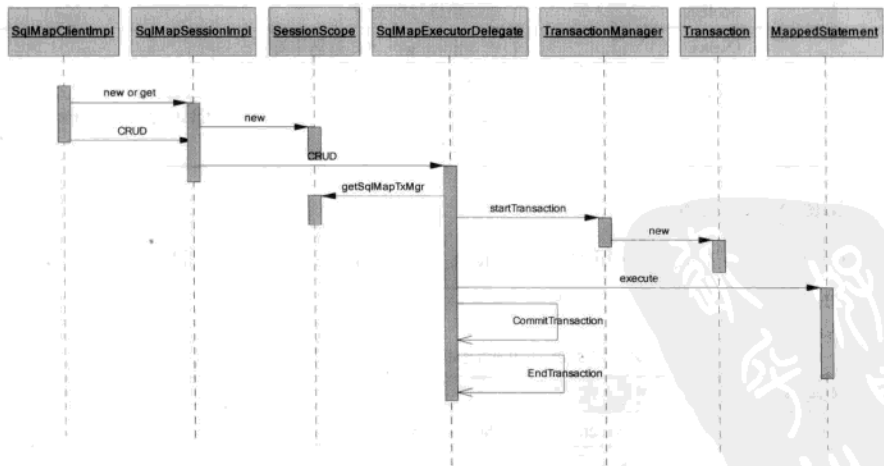 SqlMapClientImpl
SqlMapSessionImpl
SessionScope
SqlMapExecutorDelegate
TransactionManager
Transaction
MappedStatement
new or get
new
CRUD
CRUD
getSqlMapTxMgr
startTransaction
new
execute
CommitTransaction
EndTransaction